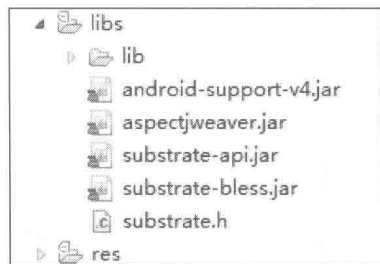 libs
lib
android-support-v4.jar
aspectjweaver.jar
substrate-api.jar
substrate-bless.jar
substrate.h
res